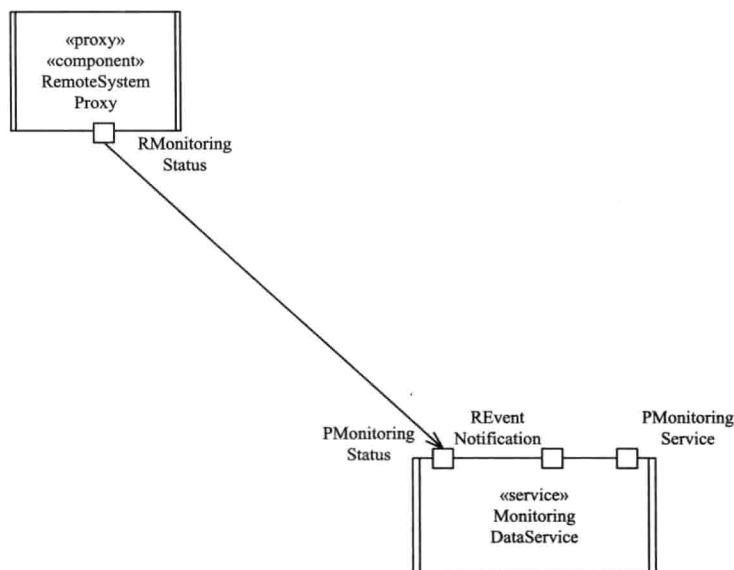 «proxy»
«component»
RemoteSystem
Proxy
RMonitoring
Status
PMonitoring
Status
REvent
Notification
PMonitoring
Service
«service»
Monitoring
DataService